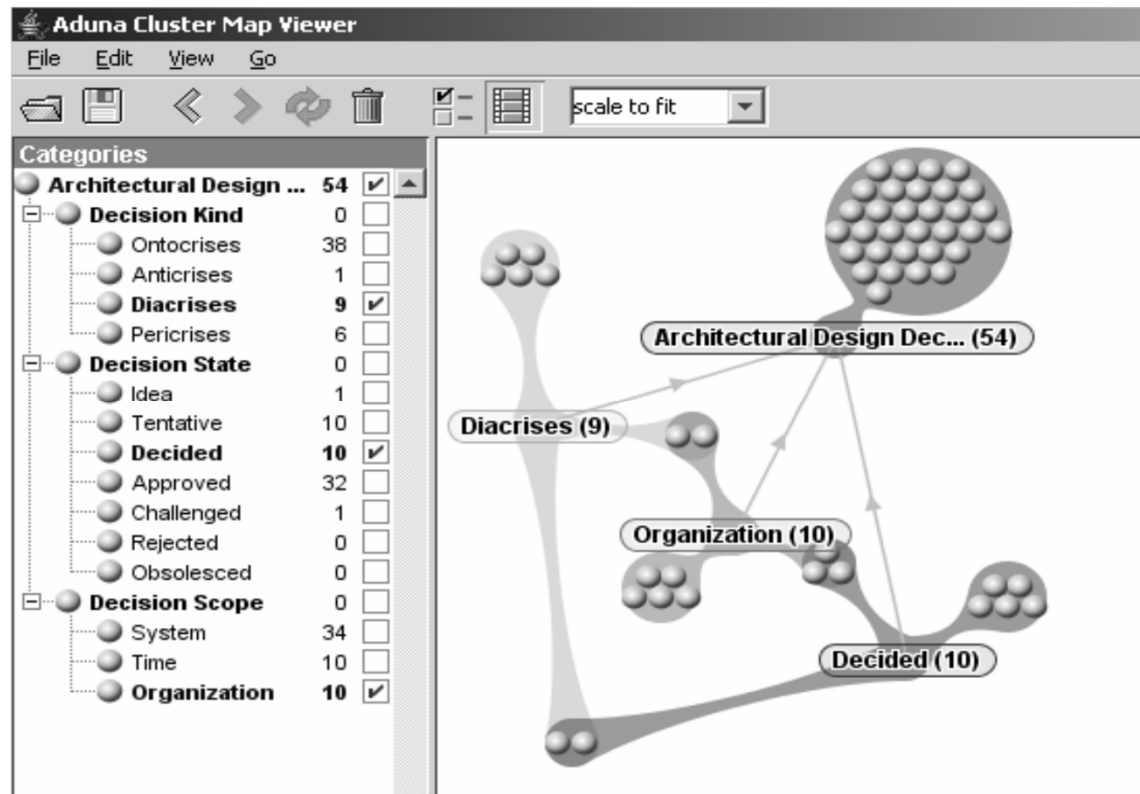 Aduna Cluster Map Viewer
File Edit View Go
scale to fit
Categories
Architectural Design ... 54
Decision Kind 0
Ontocrises 38
Anticrises 1
Diacrises 9
Pericrises 6
Decision State 0
Idea 1
Tentative 10
Decided 10
Approved 32
Challenged 1
Rejected 0
Obsolesced 0
Decision Scope 0
System 34
Time 10
Organization 10
Architectural Design Dec... (54)
Diacrises (9)
Organization (10)
Decided (10)